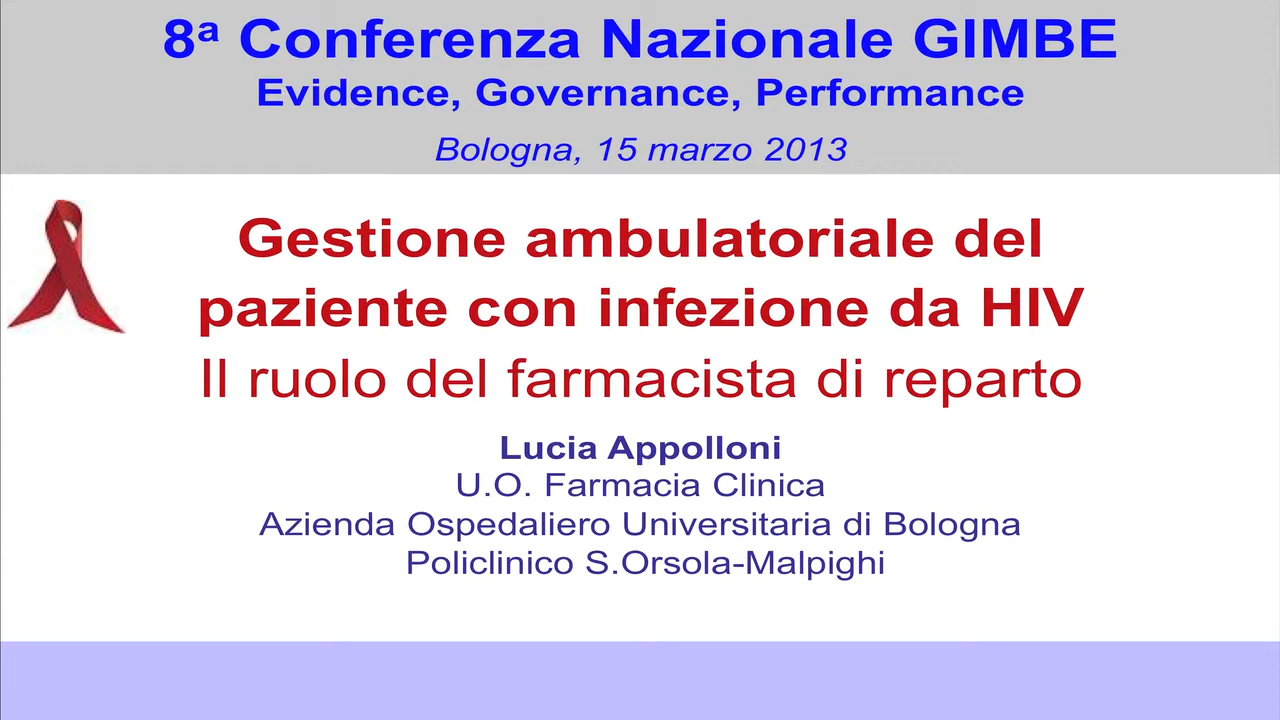 8ª Conferenza Nazionale GIMBE
Evidence, Governance, Performance
Bologna, 15 marzo 2013
Gestione ambulatoriale del
paziente con infezione da HIV
Il ruolo del farmacista di reparto
Lucia Appolloni
U.O. Farmacia Clinica
Azienda Ospedaliero Universitaria di Bologna
Policlinico S.Orsola-Malpighi